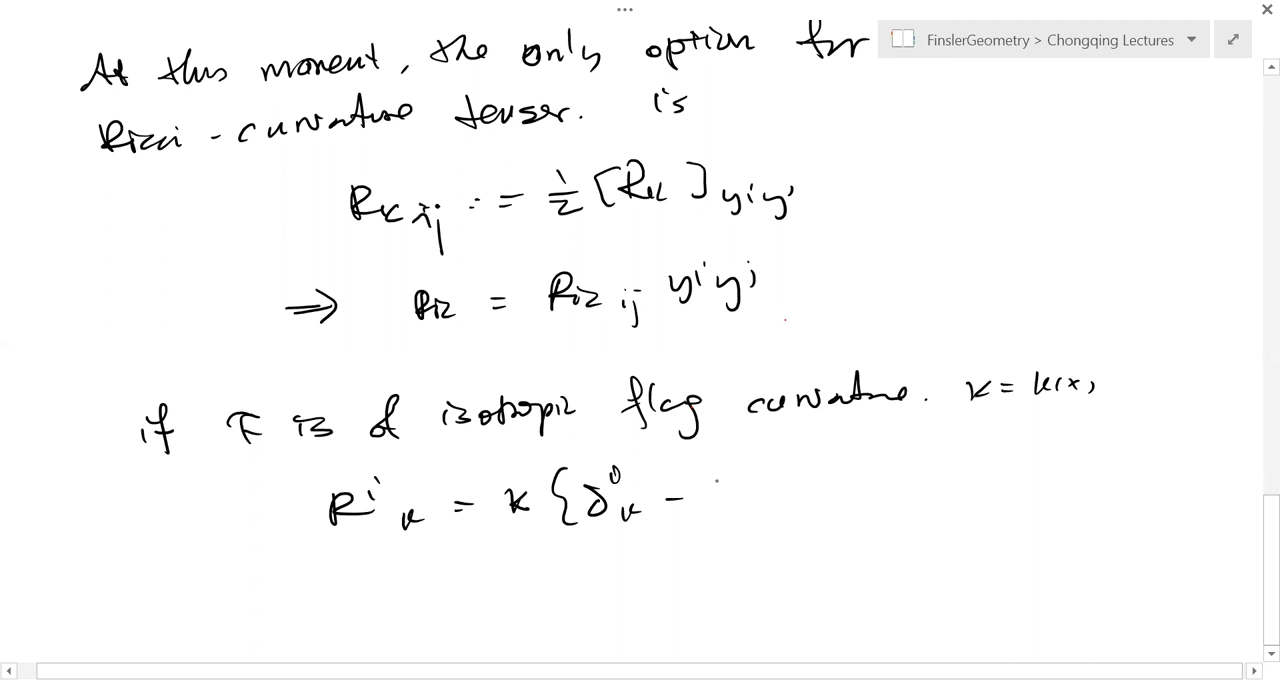 FinslerGeometry > Chongqing Lectures
At this moment, the only option for
Ricci-curvature tensor. is
Ric ij := 1/2 [Ric]yiyj
⇒ Ric = Ric ij yiyj
if F is of isotropic flag curvature. κ = κ(x)
Ri k = κ { δi k –